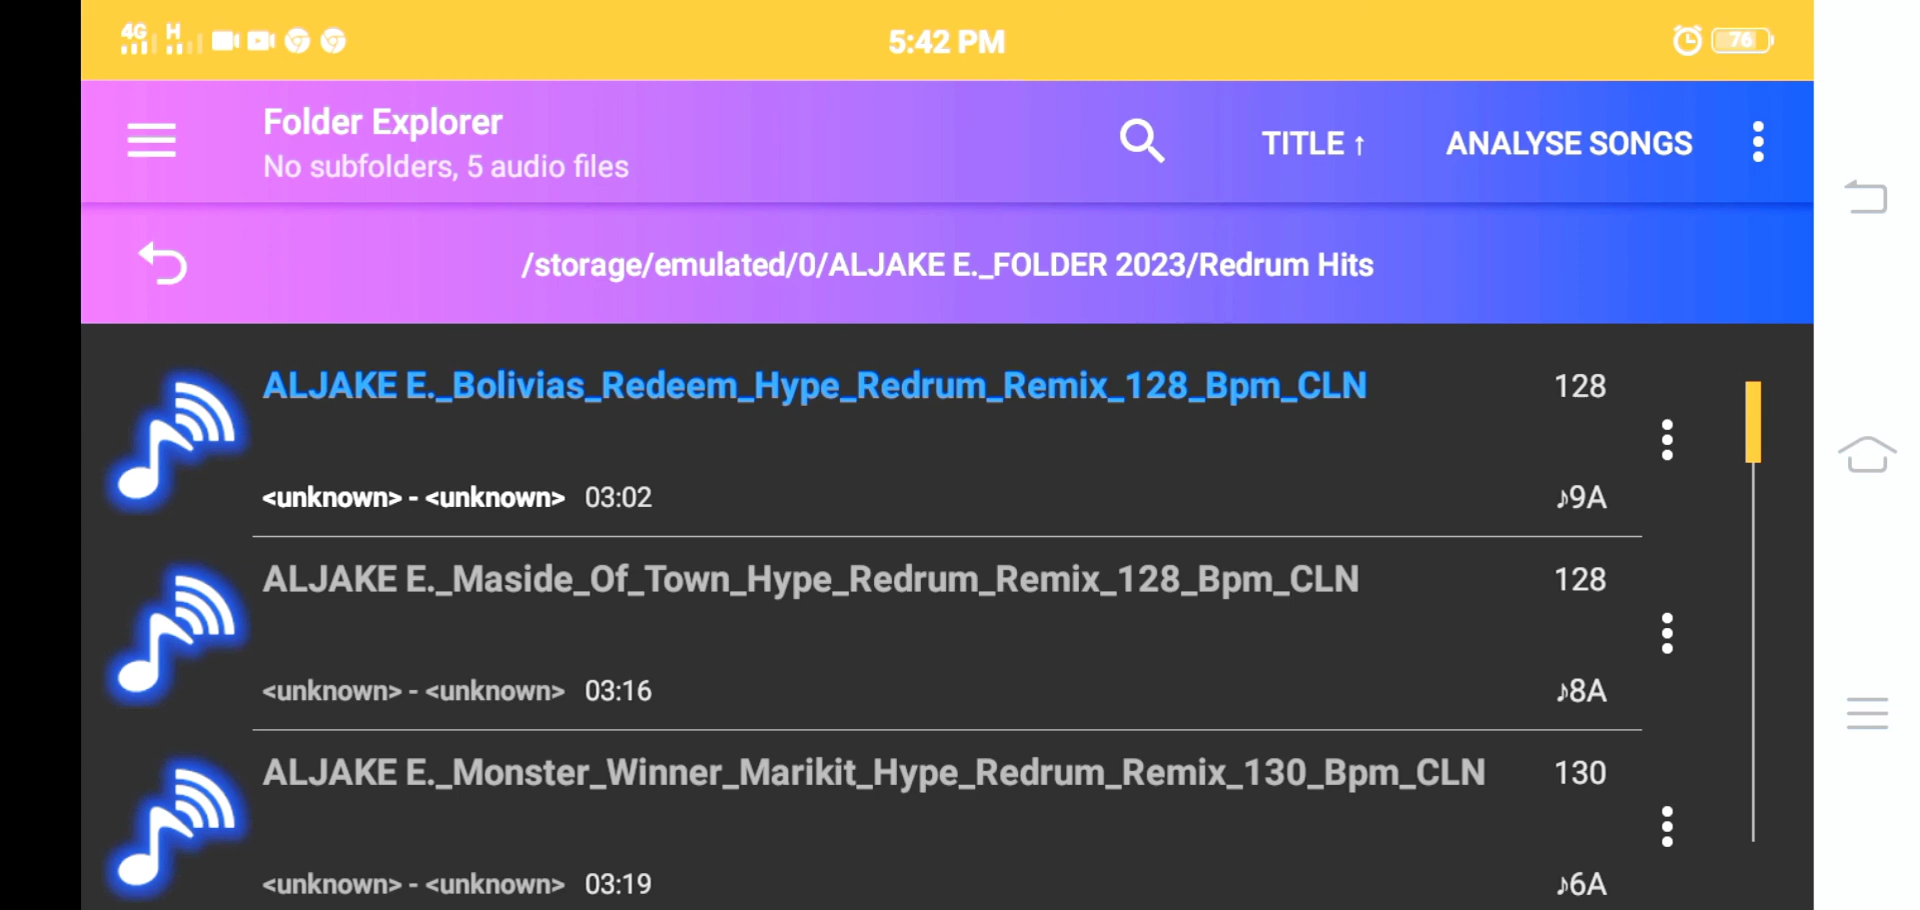 4G H 5:42 PM 76
Folder Explorer
No subfolders, 5 audio files
TITLE ↑ ANALYSE SONGS
/storage/emulated/0/ALJAKE E._FOLDER 2023/Redrum Hits
ALJAKE E._Bolivias_Redeem_Hype_Redrum_Remix_128_Bpm_CLN 128
<unknown> - <unknown> 03:02 ♪9A
ALJAKE E._Maside_Of_Town_Hype_Redrum_Remix_128_Bpm_CLN 128
<unknown> - <unknown> 03:16 ♪8A
ALJAKE E._Monster_Winner_Marikit_Hype_Redrum_Remix_130_Bpm_CLN 130
<unknown> - <unknown> 03:19 ♪6A